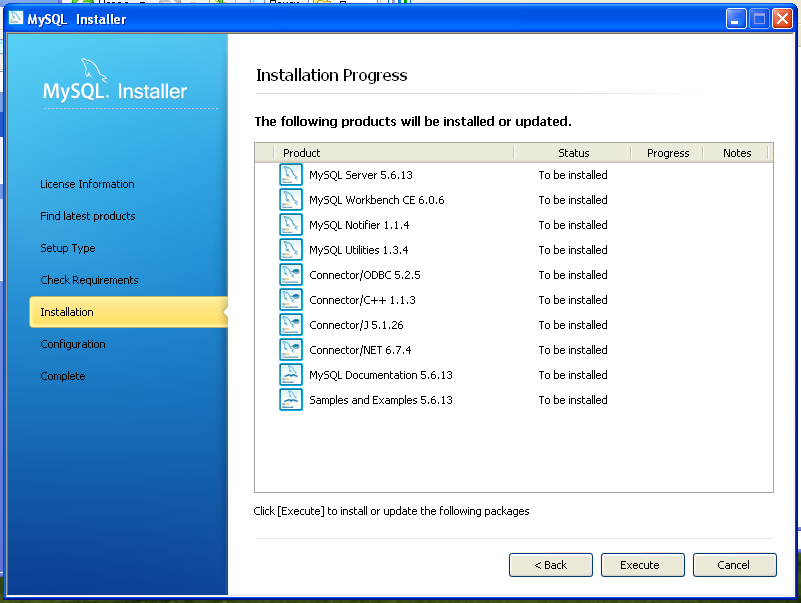 MySQL Installer
MySQL. Installer
Installation Progress
The following products will be installed or updated.
Product Status Progress Notes
MySQL Server 5.6.13 To be installed
MySQL Workbench CE 6.0.6 To be installed
MySQL Notifier 1.1.4 To be installed
MySQL Utilities 1.3.4 To be installed
Connector/ODBC 5.2.5 To be installed
Connector/C++ 1.1.3 To be installed
Connector/J 5.1.26 To be installed
Connector/NET 6.7.4 To be installed
MySQL Documentation 5.6.13 To be installed
Samples and Examples 5.6.13 To be installed
License Information
Find latest products
Setup Type
Check Requirements
Installation
Configuration
Complete
Click [Execute] to install or update the following packages
< Back Execute Cancel